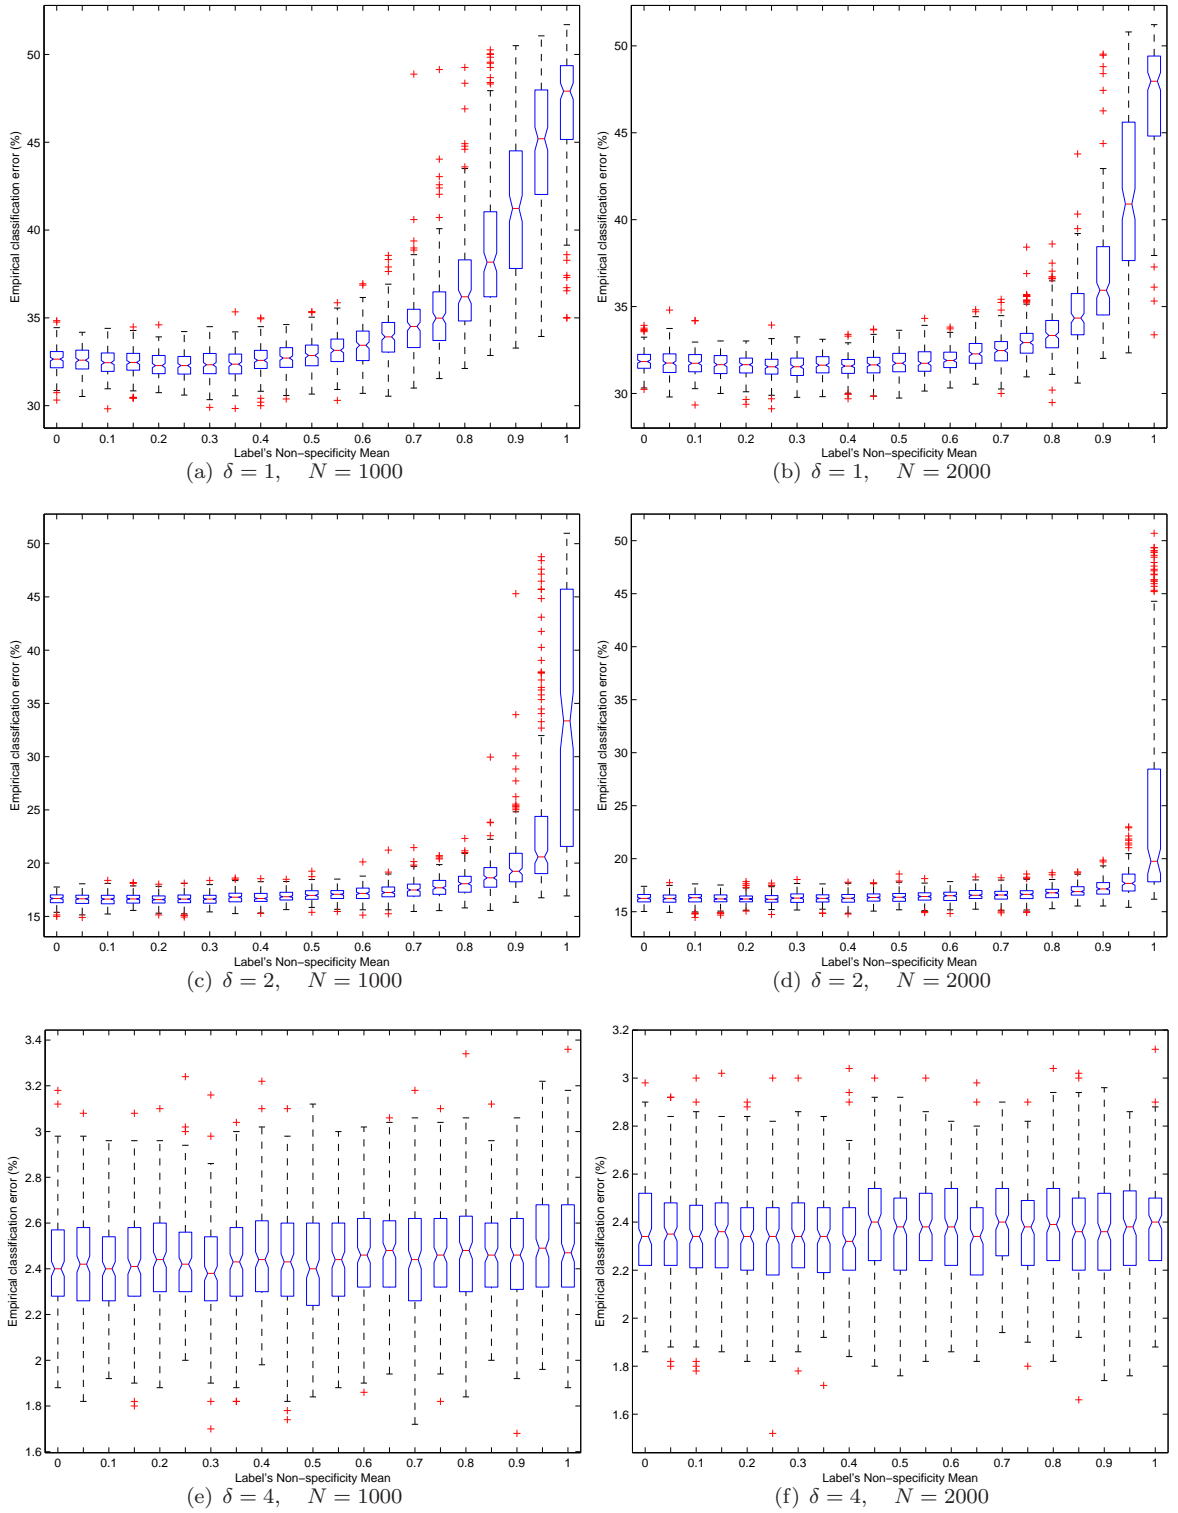 Empirical classification error (%)
50
45
40
35
30
0 0.1 0.2 0.3 0.4 0.5 0.6 0.7 0.8 0.9 1
Label's Non−specificity Mean
(a) δ = 1, N = 1000
Empirical classification error (%)
50
45
40
35
30
0 0.1 0.2 0.3 0.4 0.5 0.6 0.7 0.8 0.9 1
Label's Non−specificity Mean
(b) δ = 1, N = 2000
Empirical classification error (%)
50
45
40
35
30
25
20
15
0 0.1 0.2 0.3 0.4 0.5 0.6 0.7 0.8 0.9 1
Label's Non−specificity Mean
(c) δ = 2, N = 1000
Empirical classification error (%)
50
45
40
35
30
25
20
15
0 0.1 0.2 0.3 0.4 0.5 0.6 0.7 0.8 0.9 1
Label's Non−specificity Mean
(d) δ = 2, N = 2000
Empirical classification error (%)
3.4
3.2
3
2.8
2.6
2.4
2.2
2
1.8
1.6
0 0.1 0.2 0.3 0.4 0.5 0.6 0.7 0.8 0.9 1
Label's Non−specificity Mean
(e) δ = 4, N = 1000
Empirical classification error (%)
3.2
3
2.8
2.6
2.4
2.2
2
1.8
1.6
0 0.1 0.2 0.3 0.4 0.5 0.6 0.7 0.8 0.9 1
Label's Non−specificity Mean
(f) δ = 4, N = 2000